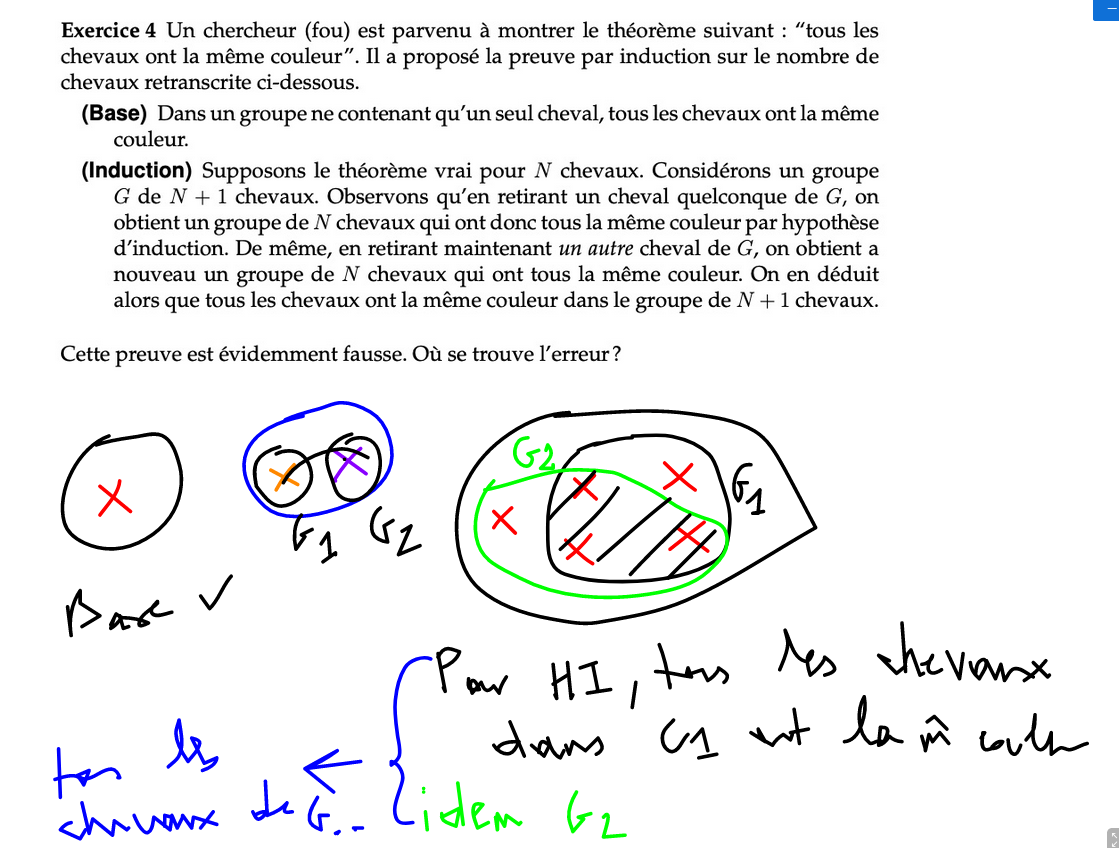 Exercice 4 Un chercheur (fou) est parvenu à montrer le théorème suivant : “tous les
chevaux ont la même couleur”. Il a proposé la preuve par induction sur le nombre de
chevaux retranscrite ci-dessous.
(Base) Dans un groupe ne contenant qu’un seul cheval, tous les chevaux ont la même
couleur.
(Induction) Supposons le théorème vrai pour N chevaux. Considérons un groupe
G de N + 1 chevaux. Observons qu’en retirant un cheval quelconque de G, on
obtient un groupe de N chevaux qui ont donc tous la même couleur par hypothèse
d’induction. De même, en retirant maintenant un autre cheval de G, on obtient a
nouveau un groupe de N chevaux qui ont tous la même couleur. On en déduit
alors que tous les chevaux ont la même couleur dans le groupe de N + 1 chevaux.
Cette preuve est évidemment fausse. Où se trouve l’erreur ?
G2
G1
G1 G2
Base ✓
Par HI, tous les chevaux
dans G1 ont la m̂ couleur
tous les
chevaux de G..
idem G2